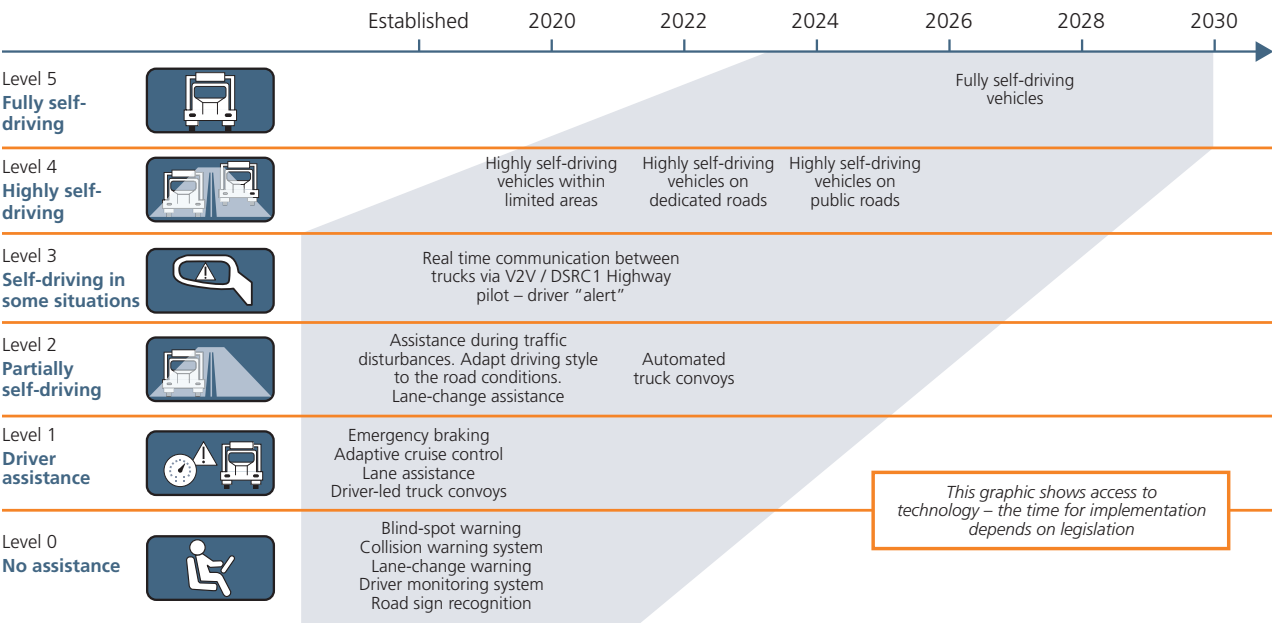 Established 2020 2022 2024 2026 2028 2030
Level 5
Fully self-
driving
Fully self-driving
vehicles
Level 4
Highly self-
driving
Highly self-driving
vehicles within
limited areas
Highly self-driving
vehicles on
dedicated roads
Highly self-driving
vehicles on
public roads
Level 3
Self-driving in
some situations
Real time communication between
trucks via V2V / DSRC1 Highway
pilot – driver “alert”
Level 2
Partially
self-driving
Assistance during traffic
disturbances. Adapt driving style
to the road conditions.
Lane-change assistance
Automated
truck convoys
Level 1
Driver
assistance
Emergency braking
Adaptive cruise control
Lane assistance
Driver-led truck convoys
This graphic shows access to
technology – the time for implementation
depends on legislation
Level 0
No assistance
Blind-spot warning
Collision warning system
Lane-change warning
Driver monitoring system
Road sign recognition